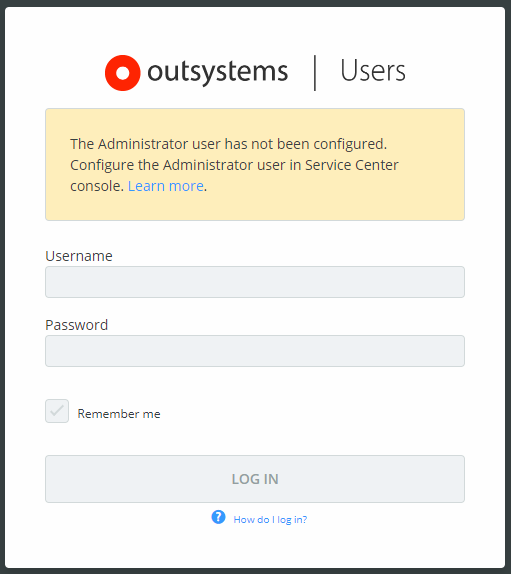 outsystems | Users
The Administrator user has not been configured.
Configure the Administrator user in Service Center
console. Learn more.
Username
Password
Remember me
LOG IN
? How do I log in?